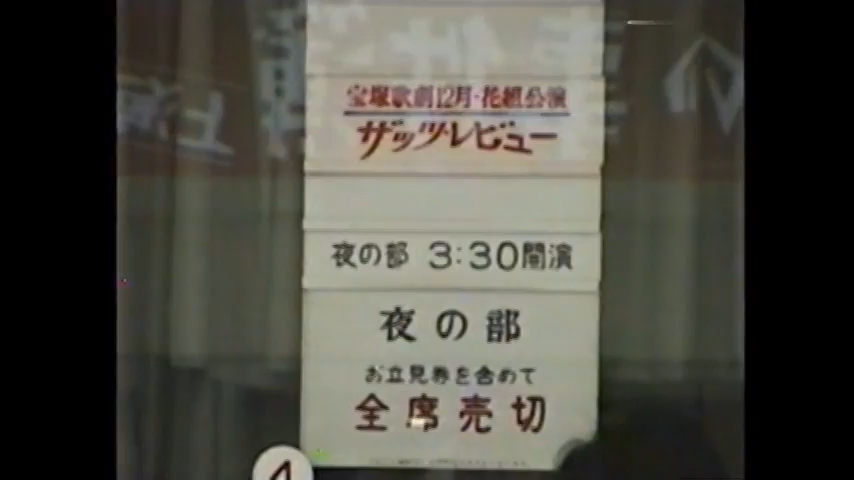 宝塚歌劇12月・花組公演
ザッツ・レビュー
夜の部 3:30開演
夜の部
お立見券を含めて
全席売切
4